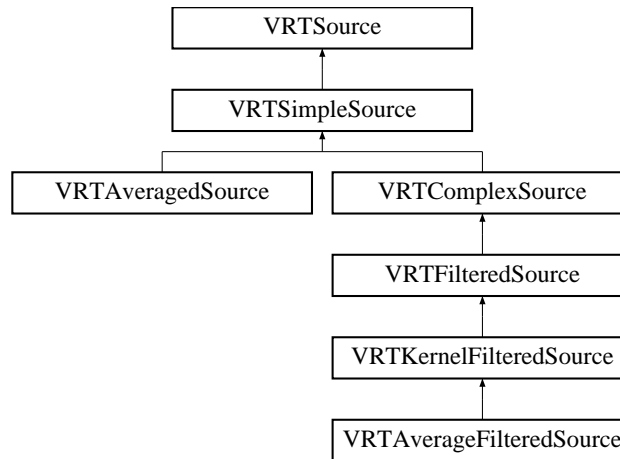 VRTSource
VRTSimpleSource
VRTAveragedSource
VRTComplexSource
VRTFilteredSource
VRTKernelFilteredSource
VRTAverageFilteredSource